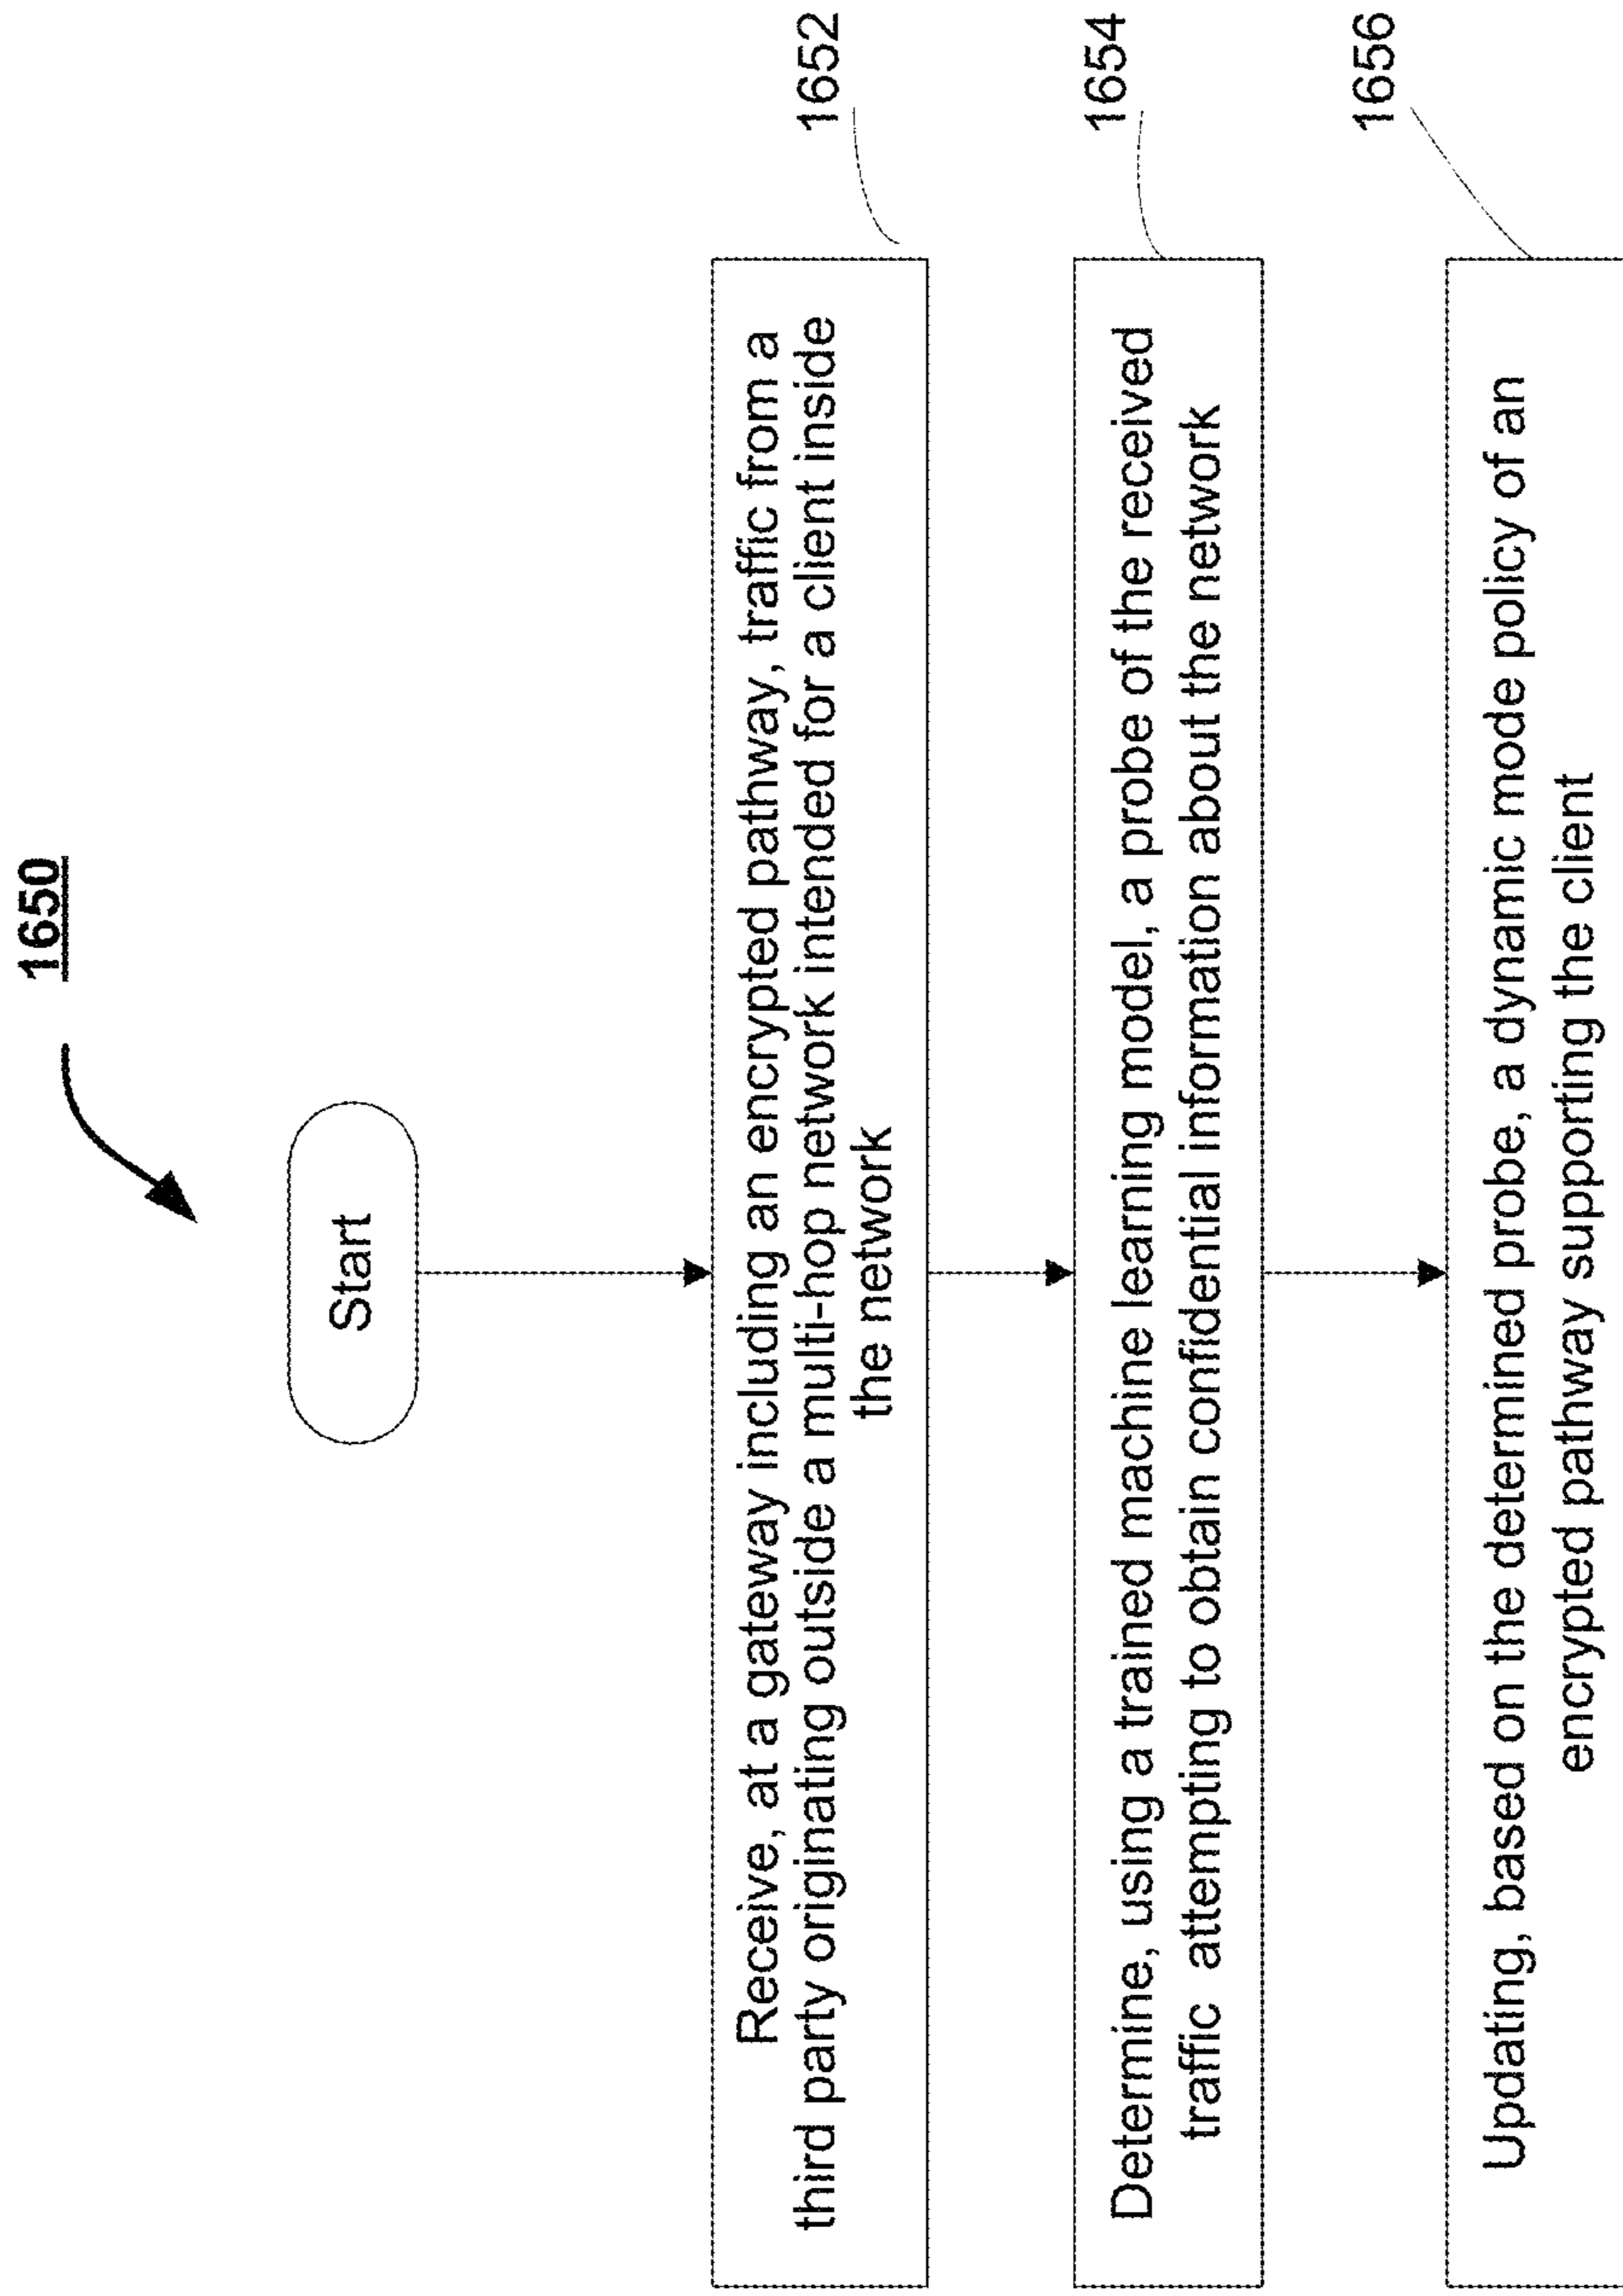 1650
Start
Receive, at a gateway including an encrypted pathway, traffic from a
third party originating outside a multi-hop network intended for a client inside
the network
1652
Determine, using a trained machine learning model, a probe of the received
traffic attempting to obtain confidential information about the network
1654
Updating, based on the determined probe, a dynamic mode policy of an
encrypted pathway supporting the client
1656